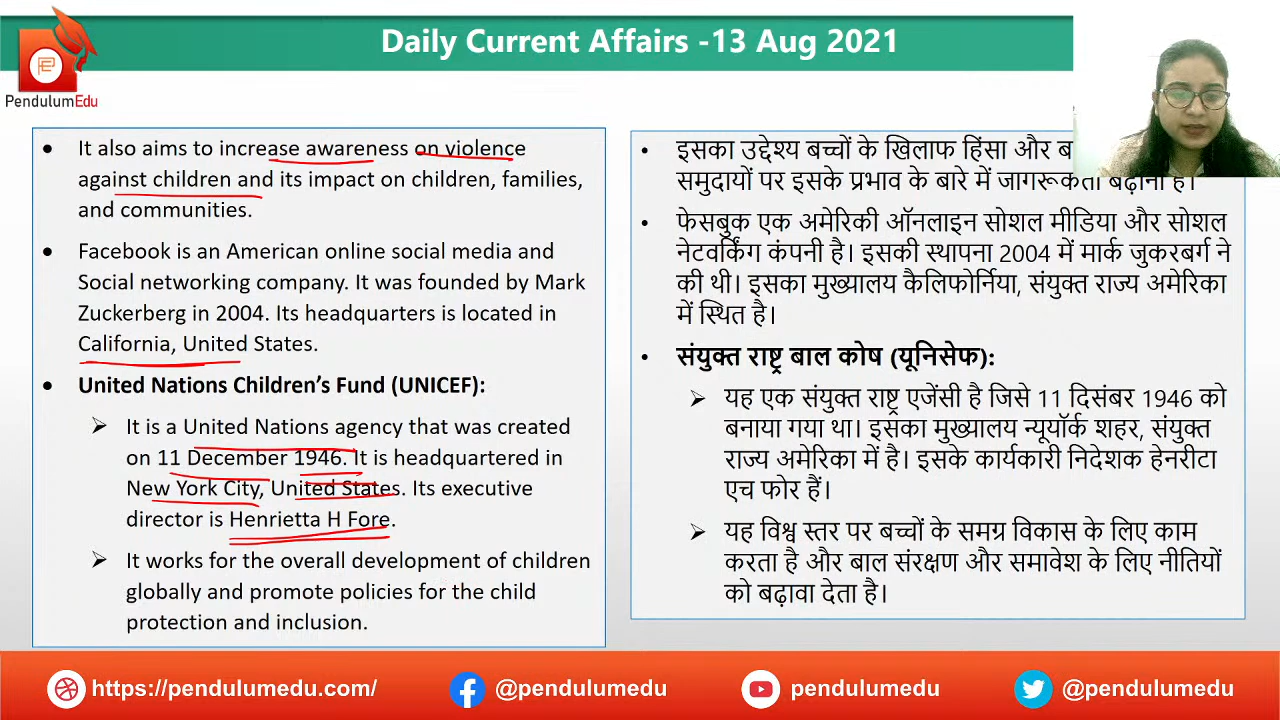 Daily Current Affairs -13 Aug 2021
PendulumEdu
It also aims to increase awareness on violence
against children and its impact on children, families,
and communities.
Facebook is an American online social media and
Social networking company. It was founded by Mark
Zuckerberg in 2004. Its headquarters is located in
California, United States.
United Nations Children’s Fund (UNICEF):
It is a United Nations agency that was created
on 11 December 1946. It is headquartered in
New York City, United States. Its executive
director is Henrietta H Fore.
It works for the overall development of children
globally and promote policies for the child
protection and inclusion.
इसका उद्देश्य बच्चों के खिलाफ हिंसा और
समुदायों पर इसके प्रभाव के बारे में जागरूकता बढ़ाना है।
फेसबुक एक अमेरिकी ऑनलाइन सोशल मीडिया और सोशल
नेटवर्किंग कंपनी है। इसकी स्थापना 2004 में मार्क जुकरबर्ग ने
की थी। इसका मुख्यालय कैलिफोर्निया, संयुक्त राज्य अमेरिका
में स्थित है।
संयुक्त राष्ट्र बाल कोष (यूनिसेफ):
यह एक संयुक्त राष्ट्र एजेंसी है जिसे 11 दिसंबर 1946 को
बनाया गया था। इसका मुख्यालय न्यूयॉर्क शहर, संयुक्त
राज्य अमेरिका में है। इसके कार्यकारी निदेशक हेनरीटा
एच फोर हैं।
यह विश्व स्तर पर बच्चों के समग्र विकास के लिए काम
करता है और बाल संरक्षण और समावेश के लिए नीतियों
को बढ़ावा देता है।
https://pendulumedu.com/
@pendulumedu
pendulumedu
@pendulumedu